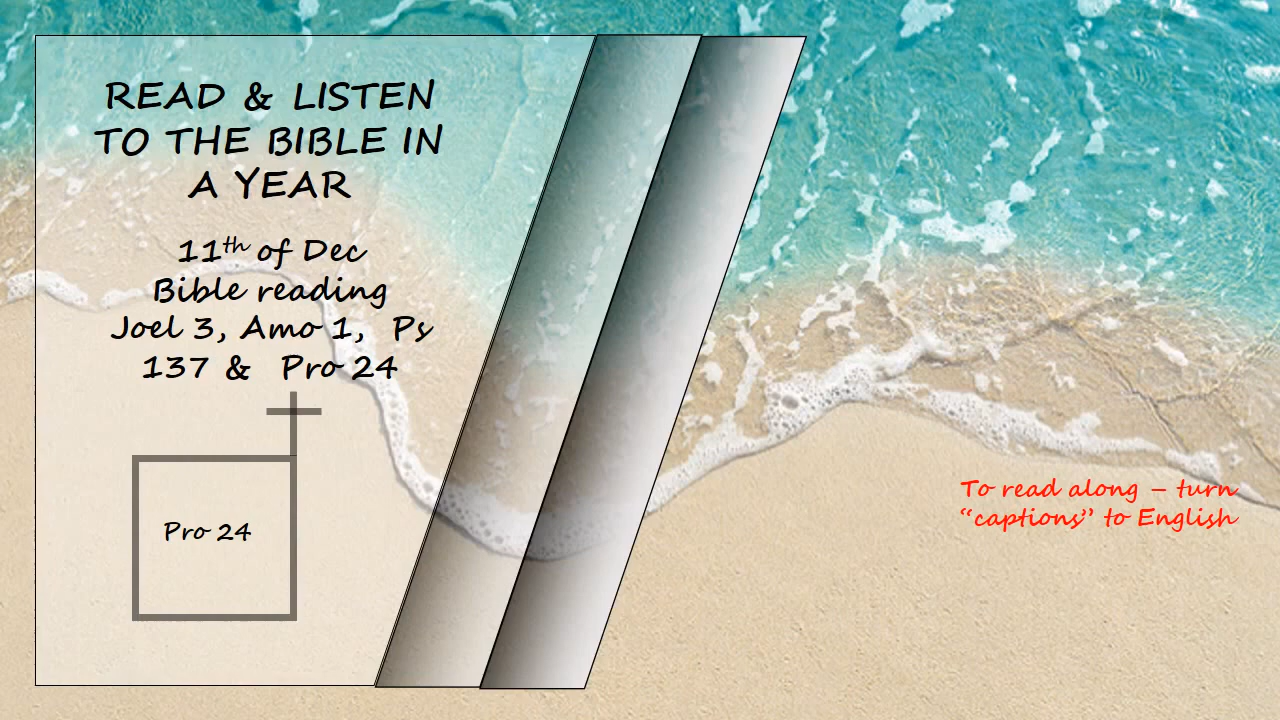 READ & LISTEN
TO THE BIBLE IN
A YEAR
11th of Dec
Bible reading
Joel 3, Amo 1, Ps
137 & Pro 24
Pro 24
To read along – turn
“captions” to English